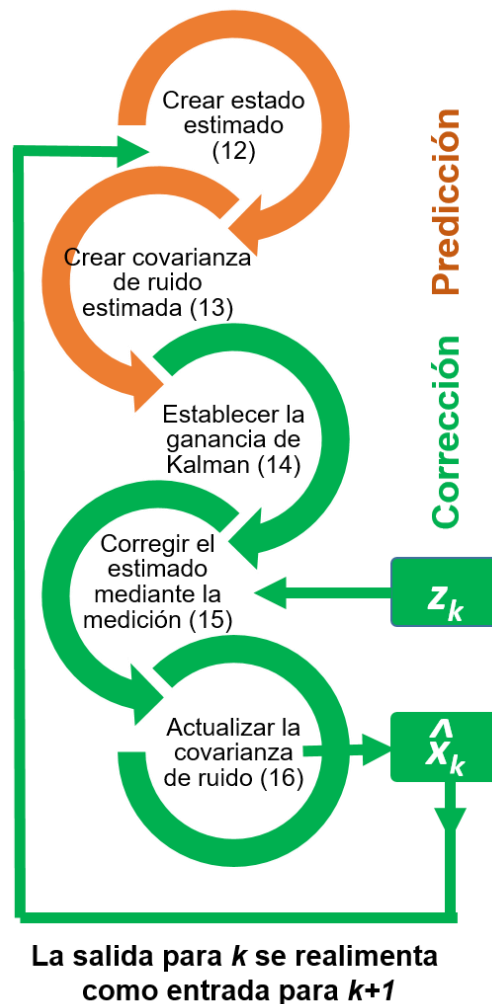 Crear estado
estimado
(12)
Predicción
Crear covarianza
de ruido
estimada (13)
Establecer la
ganancia de
Kalman (14)
Corrección
Corregir el
estimado
mediante la
medición (15)
z_k
Actualizar la
covarianza
de ruido (16)
x̂_k
La salida para k se realimenta
como entrada para k+1